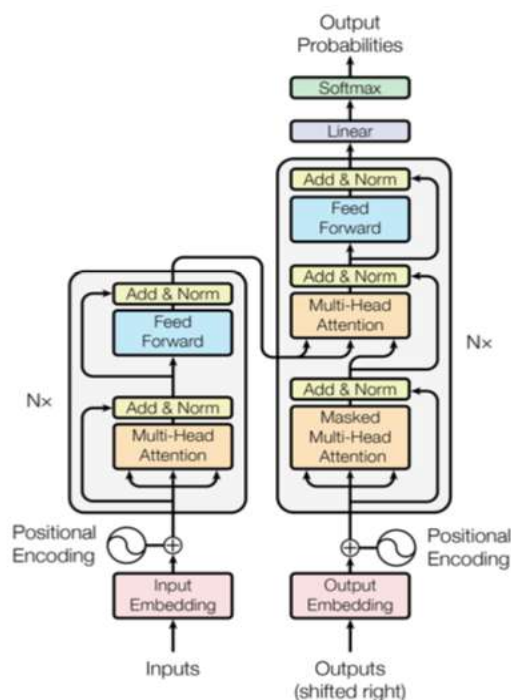 Output
Probabilities
Softmax
Linear
Add & Norm
Feed
Forward
Add & Norm
Multi-Head
Attention
Add & Norm
Masked
Multi-Head
Attention
N×
Add & Norm
Feed
Forward
Add & Norm
Multi-Head
Attention
N×
Positional
Encoding
Positional
Encoding
Input
Embedding
Output
Embedding
Inputs
Outputs
(shifted right)